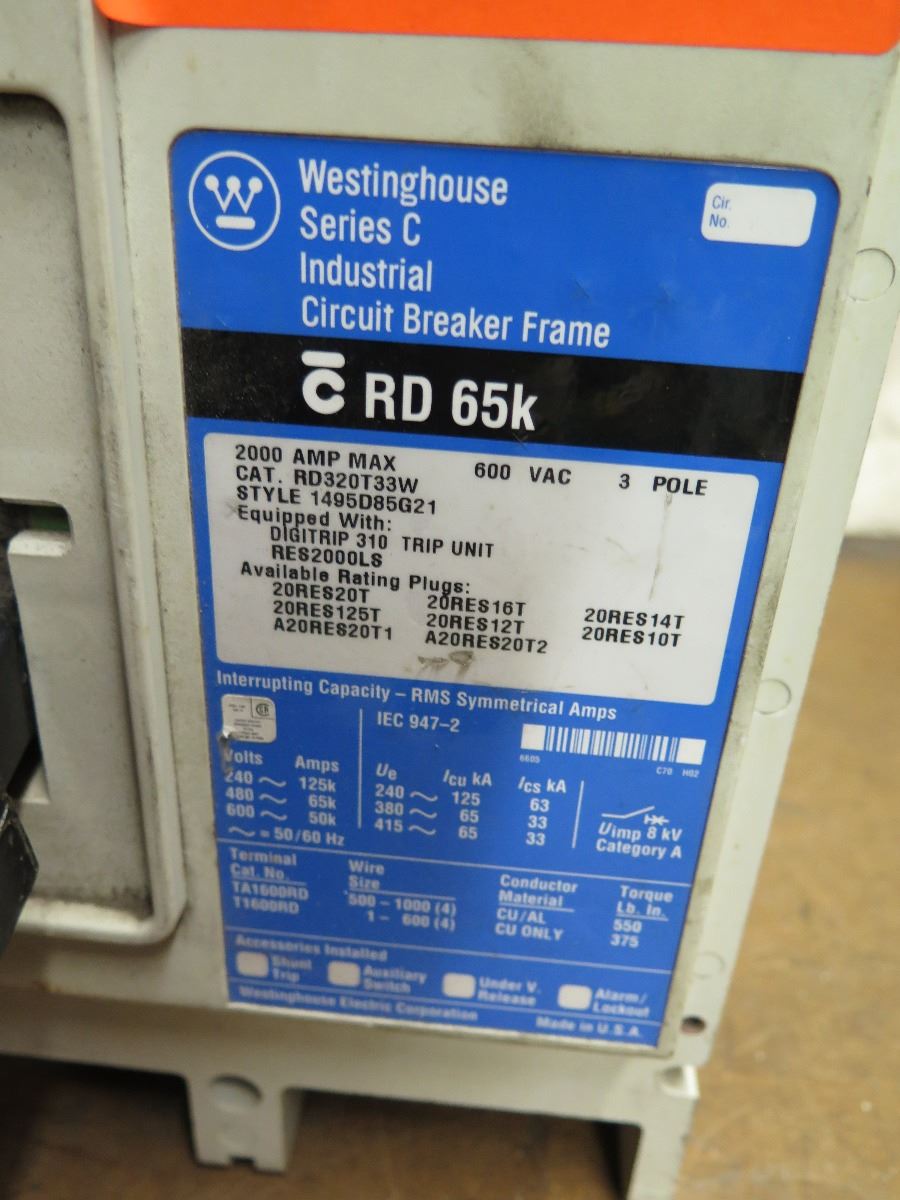 Westinghouse
Series C
Industrial
Circuit Breaker Frame
Cir.
No.
C RD 65k
2000 AMP MAX 600 VAC 3 POLE
CAT. RD320T33W
STYLE 1495D85G21
Equipped With:
DIGITRIP 310 TRIP UNIT
RES2000LS
Available Rating Plugs:
20RES20T 20RES16T 20RES14T
20RES125T 20RES12T 20RES10T
A20RES20T1 A20RES20T2
Interrupting Capacity – RMS Symmetrical Amps
IEC 947-2
6605 C70 H02
Volts Amps
240 ~ 125k
480 ~ 65k
600 ~ 50k
~ = 50/60 Hz
Ue Icu kA Ics kA
240 ~ 125 63
380 ~ 65 33
415 ~ 65 33
Uimp 8 kV
Category A
Terminal Cat. No. Wire Size Conductor Material Torque Lb. In.
TA1600RD 500 – 1000 (4) CU/AL 550
T1600RD 1 – 600 (4) CU ONLY 375
Accessories Installed
Shunt Trip Auxiliary Switch Under V. Release Alarm/ Lockout
Westinghouse Electric Corporation Made in U.S.A.